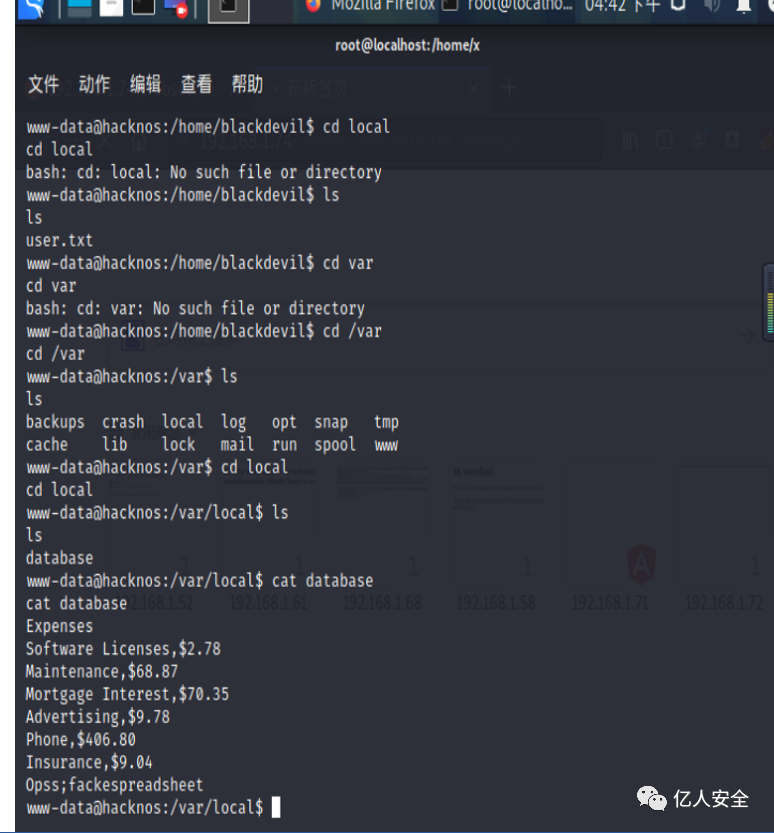 Mozilla Firefox root@localho... 04:42 下午
root@localhost:/home/x
文件 动作 编辑 查看 帮助
www-data@hacknos:/home/blackdevil$ cd local
cd local
bash: cd: local: No such file or directory
www-data@hacknos:/home/blackdevil$ ls
ls
user.txt
www-data@hacknos:/home/blackdevil$ cd var
cd var
bash: cd: var: No such file or directory
www-data@hacknos:/home/blackdevil$ cd /var
cd /var
www-data@hacknos:/var$ ls
ls
backups crash local log opt snap tmp
cache lib lock mail run spool www
www-data@hacknos:/var$ cd local
cd local
www-data@hacknos:/var/local$ ls
ls
database
www-data@hacknos:/var/local$ cat database
cat database
192.168.1.52 192.168.1.61 192.168.1.68 192.168.1.58 192.168.1.71 192.168.1.72
Expenses
Software Licenses,$2.78
Maintenance,$68.87
Mortgage Interest,$70.35
Advertising,$9.78
Phone,$406.80
Insurance,$9.04
Opss;fackespreadsheet
www-data@hacknos:/var/local$
亿人安全